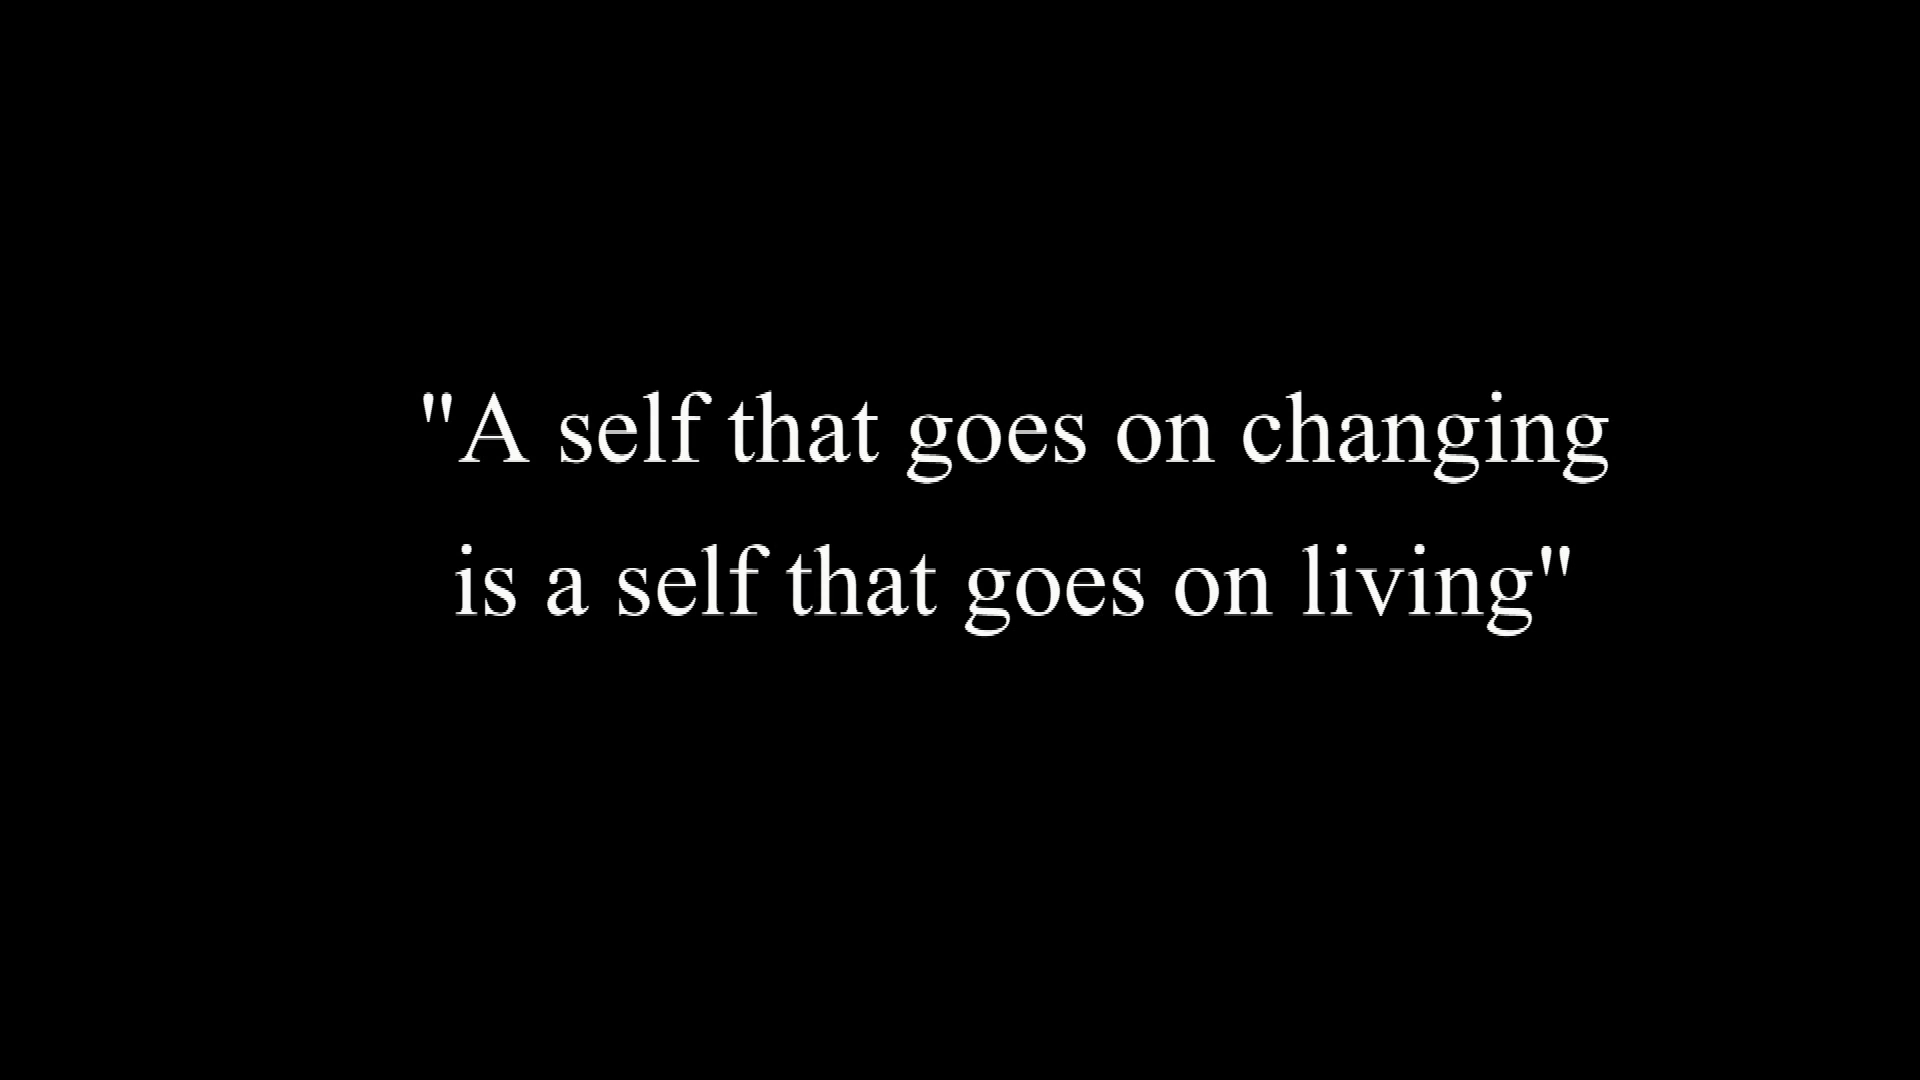 "A self that goes on changing
is a self that goes on living"